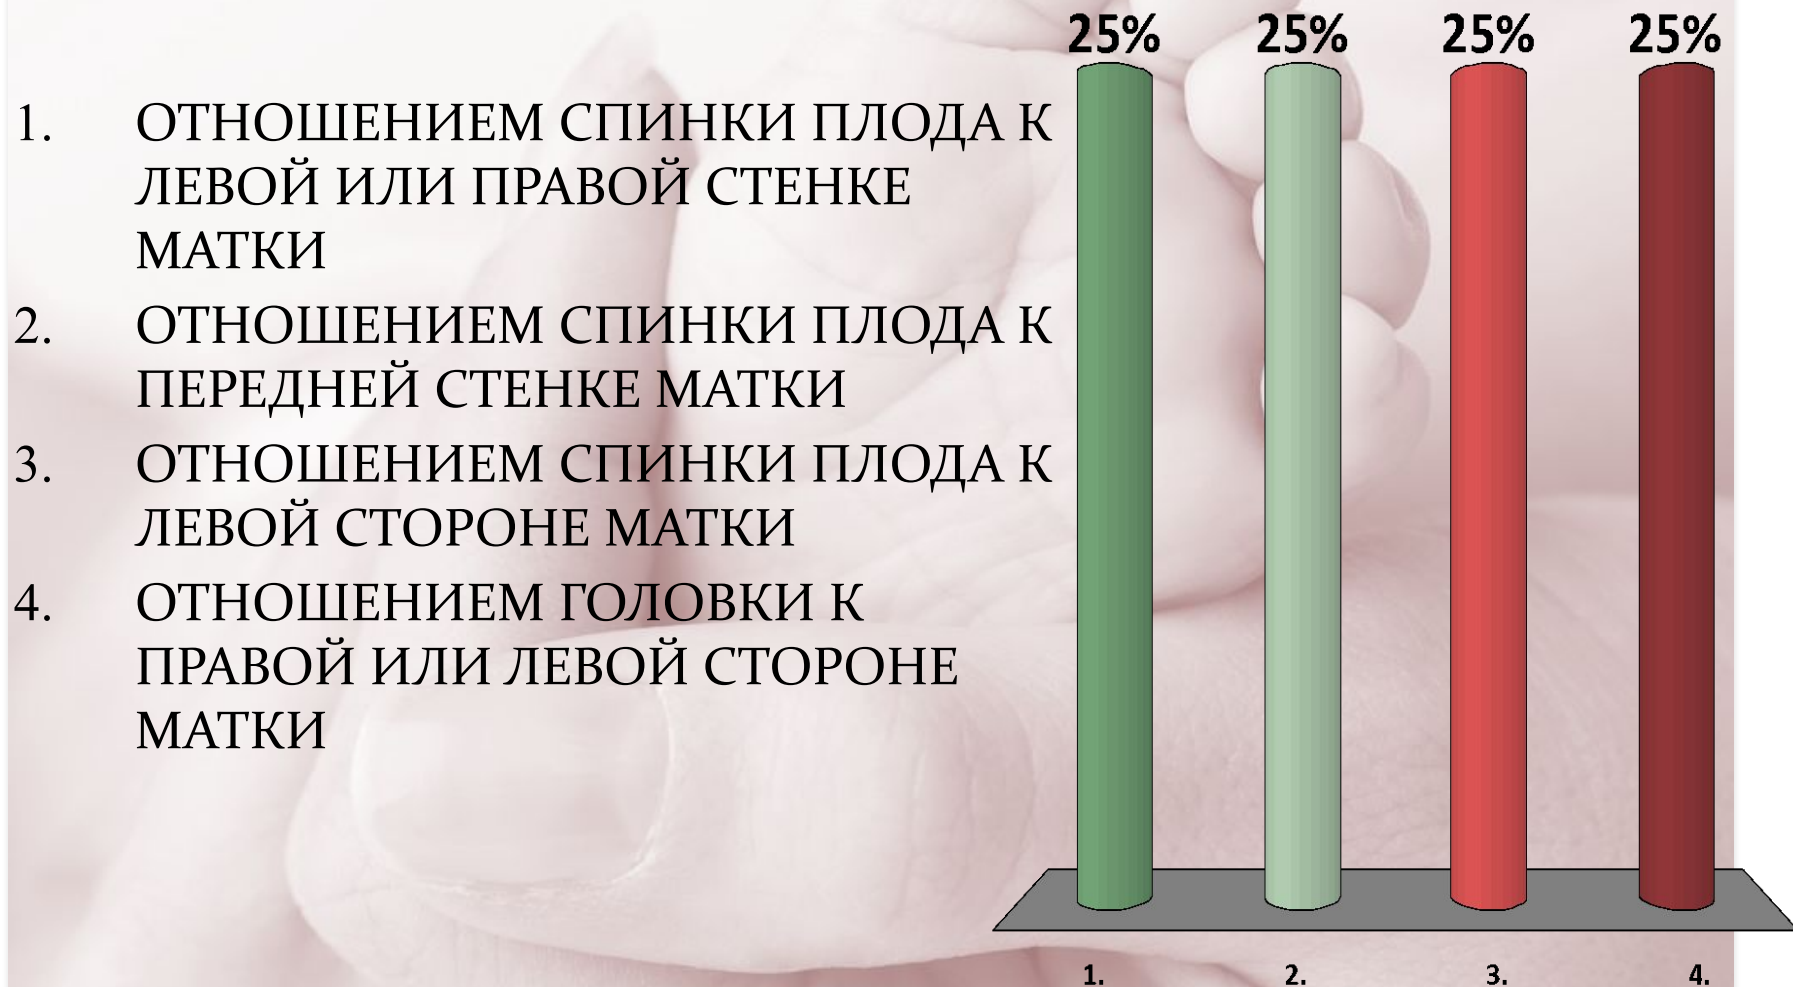 1. ОТНОШЕНИЕМ СПИНКИ ПЛОДА К
ЛЕВОЙ ИЛИ ПРАВОЙ СТЕНКЕ
МАТКИ
2. ОТНОШЕНИЕМ СПИНКИ ПЛОДА К
ПЕРЕДНЕЙ СТЕНКЕ МАТКИ
3. ОТНОШЕНИЕМ СПИНКИ ПЛОДА К
ЛЕВОЙ СТОРОНЕ МАТКИ
4. ОТНОШЕНИЕМ ГОЛОВКИ К
ПРАВОЙ ИЛИ ЛЕВОЙ СТОРОНЕ
МАТКИ
25% 25% 25% 25%
1. 2. 3. 4.